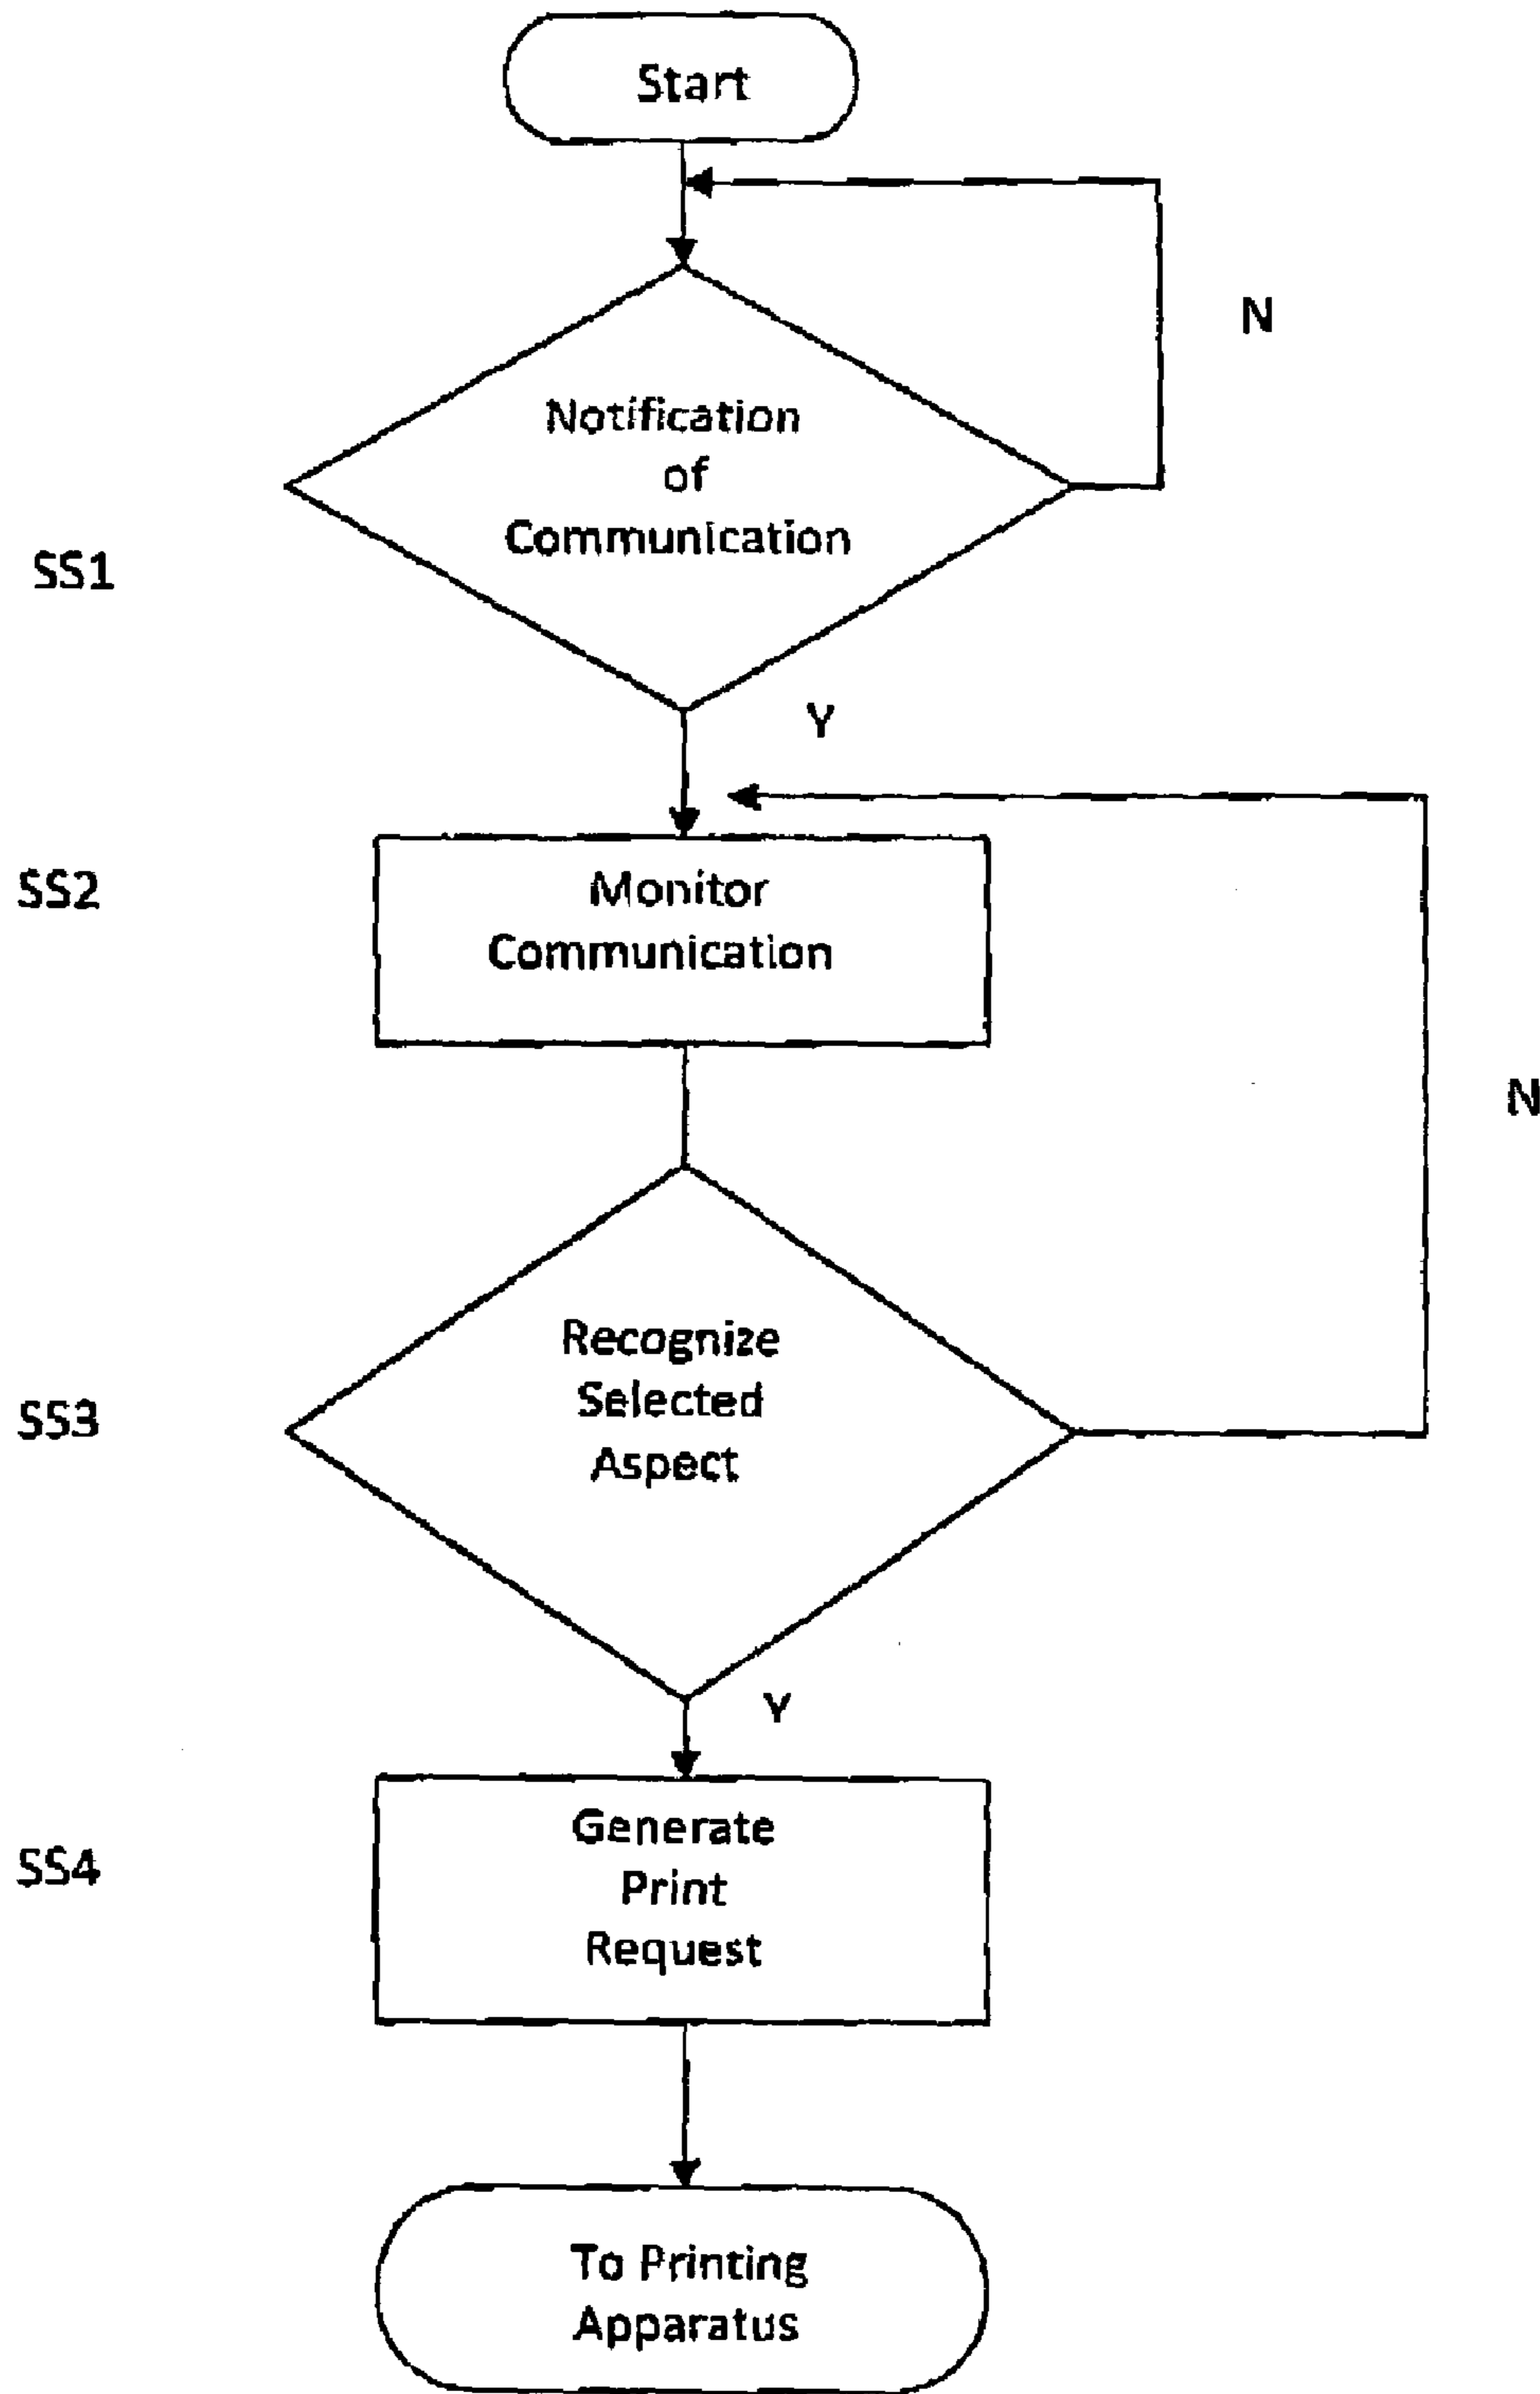 Start
N
Notification
of
Communication
SS1
Y
SS2
Monitor
Communication
N
Recognize
Selected
Aspect
SS3
Y
Generate
Print
Request
SS4
To Printing
Apparatus